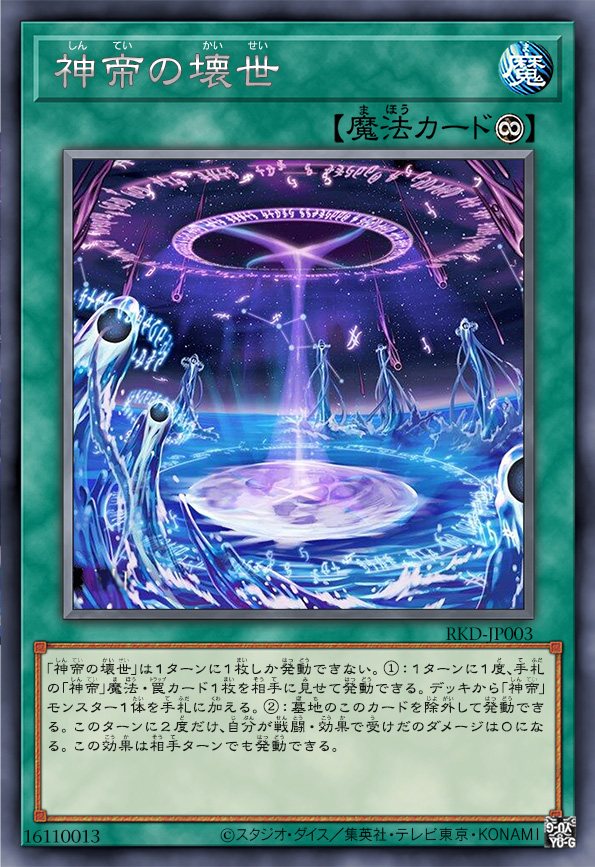 神帝の壊世
魔
【魔法カード∞】
RKD-JP003
「神帝の壊世」は1ターンに1枚しか発動できない。①:1ターンに1度、手札
の「神帝」魔法・罠カード1枚を相手に見せて発動できる。デッキから「神帝」
モンスター1体を手札に加える。②:墓地のこのカードを除外して発動でき
る。このターンに2度だけ、自分が戦闘・効果で受けだのダメージは0にな
る。この効果は相手ターンでも発動できる。
16110013
©スタジオ・ダイス/集英社・テレビ東京・KONAMI